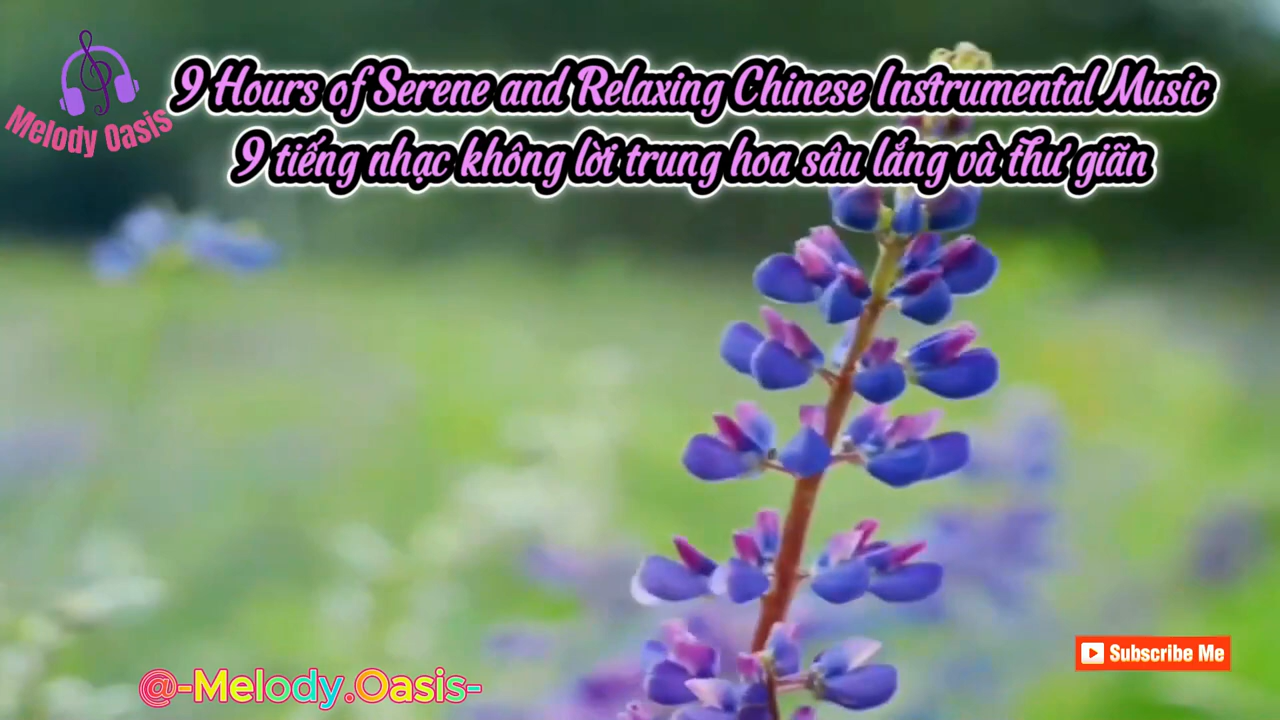 Melody Oasis
9 Hours of Serene and Relaxing Chinese Instrumental Music
9 tiếng nhạc không lời trung hoa sâu lắng và thư giãn
@-Melody.Oasis-
Subscribe Me